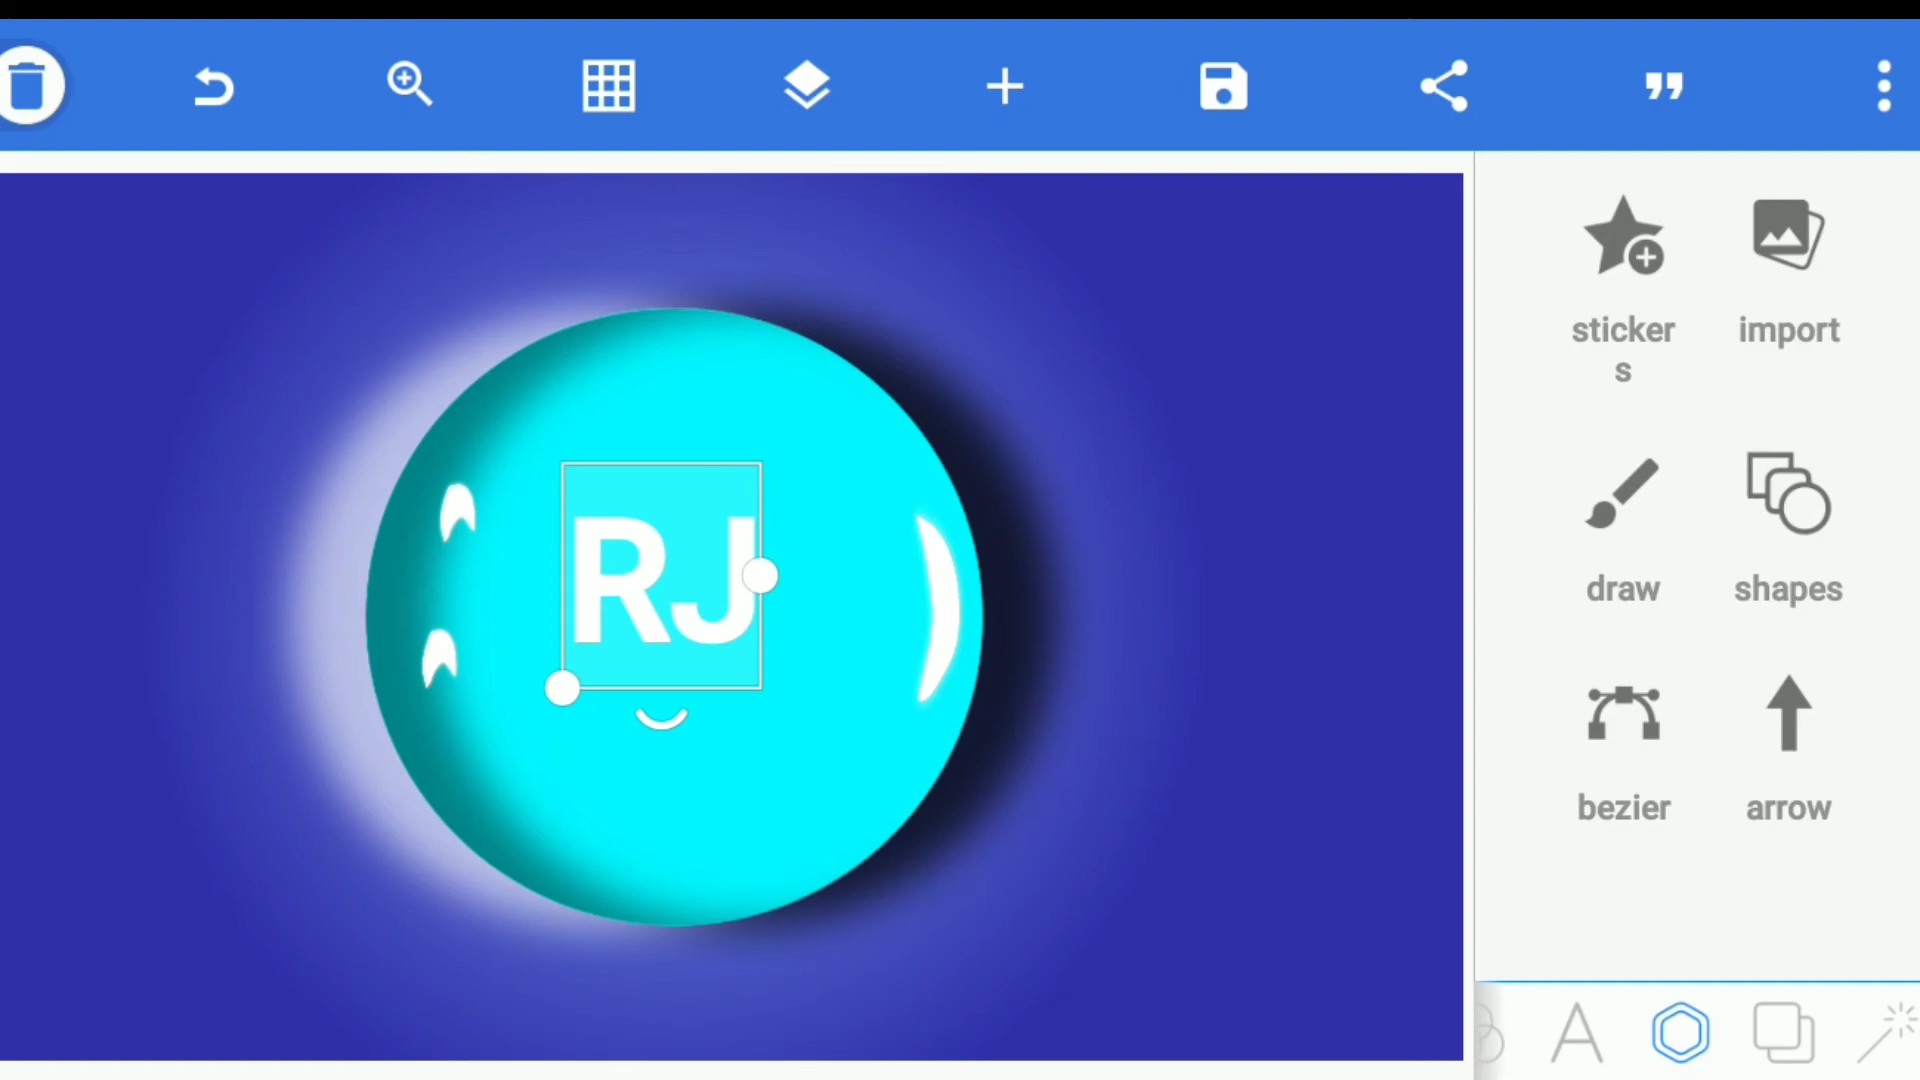 RJ
sticker
s
import
draw
shapes
bezier
arrow